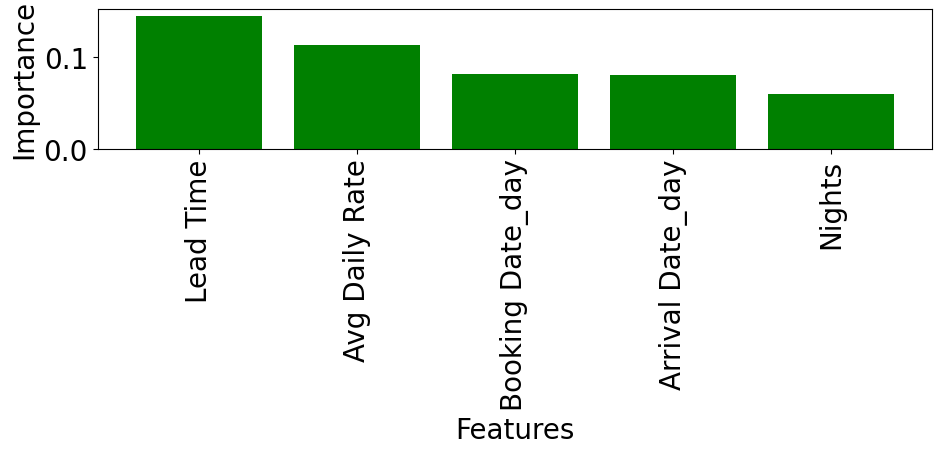 Importance
0.1
0.0
Lead Time
Avg Daily Rate
Booking Date_day
Arrival Date_day
Nights
Features